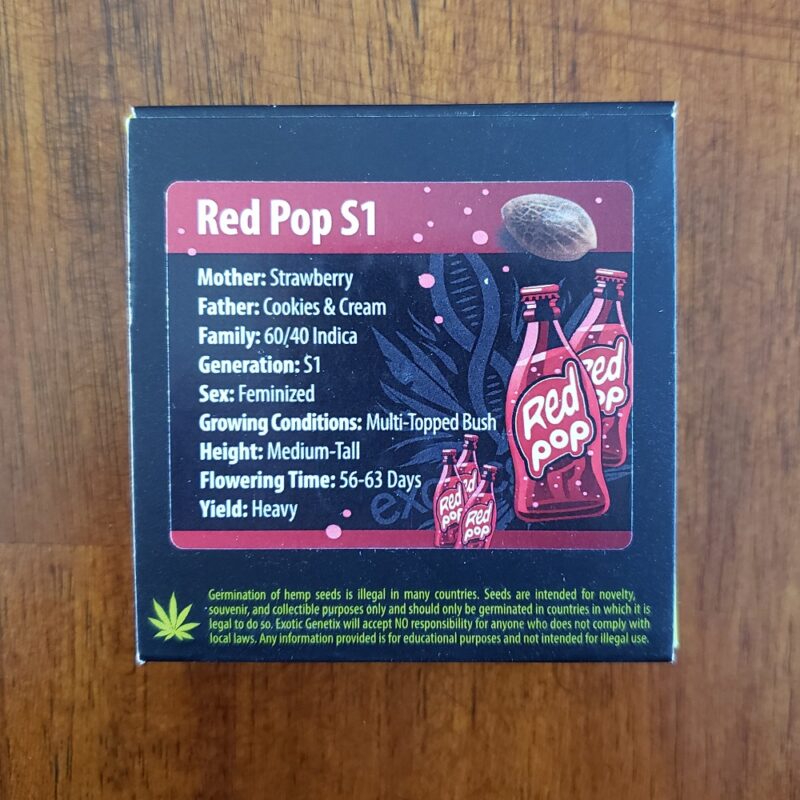 Red Pop S1
Mother: Strawberry
Father: Cookies & Cream
Family: 60/40 Indica
Generation: S1
Sex: Feminized
Growing Conditions: Multi-Topped Bush
Height: Medium-Tall
Flowering Time: 56-63 Days
Yield: Heavy
Red
pop
Red
pop
Red
pop
Red
Red
pop
Germination of hemp seeds is illegal in many countries. Seeds are intended for novelty,
souvenir, and collectible purposes only and should only be germinated in countries in which it is
legal to do so. Exotic Genetix will accept NO responsibility for anyone who does not comply with
local laws. Any information provided is for educational purposes and not intended for illegal use.